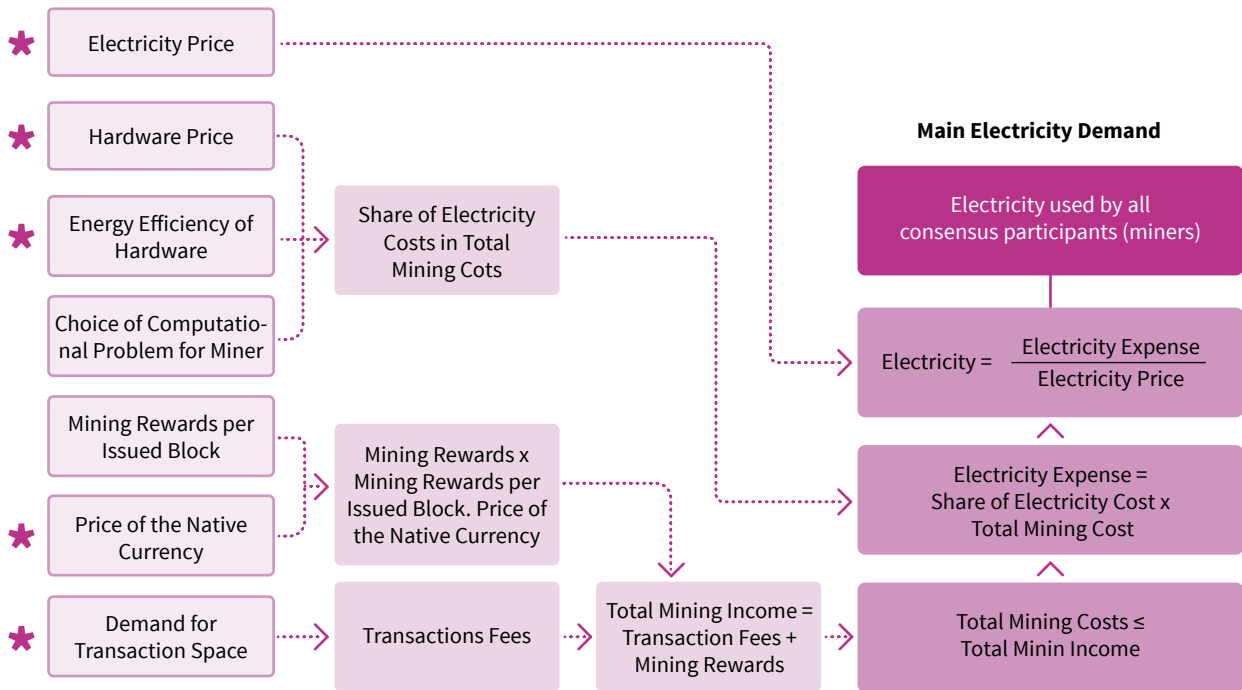 Electricity Price
Hardware Price
Energy Efficiency of
Hardware
Choice of Computatio-
nal Problem for Miner
Mining Rewards per
Issued Block
Price of the Native
Currency
Demand for
Transaction Space
Share of Electricity
Costs in Total
Mining Cots
Mining Rewards x
Mining Rewards per
Issued Block. Price of
the Native Currency
Transactions Fees
Total Mining Income =
Transaction Fees +
Mining Rewards
Main Electricity Demand
Electricity used by all
consensus participants (miners)
Electricity = Electricity Expense
Electricity Price
Electricity Expense =
Share of Electricity Cost x
Total Mining Cost
Total Mining Costs ≤
Total Minin Income